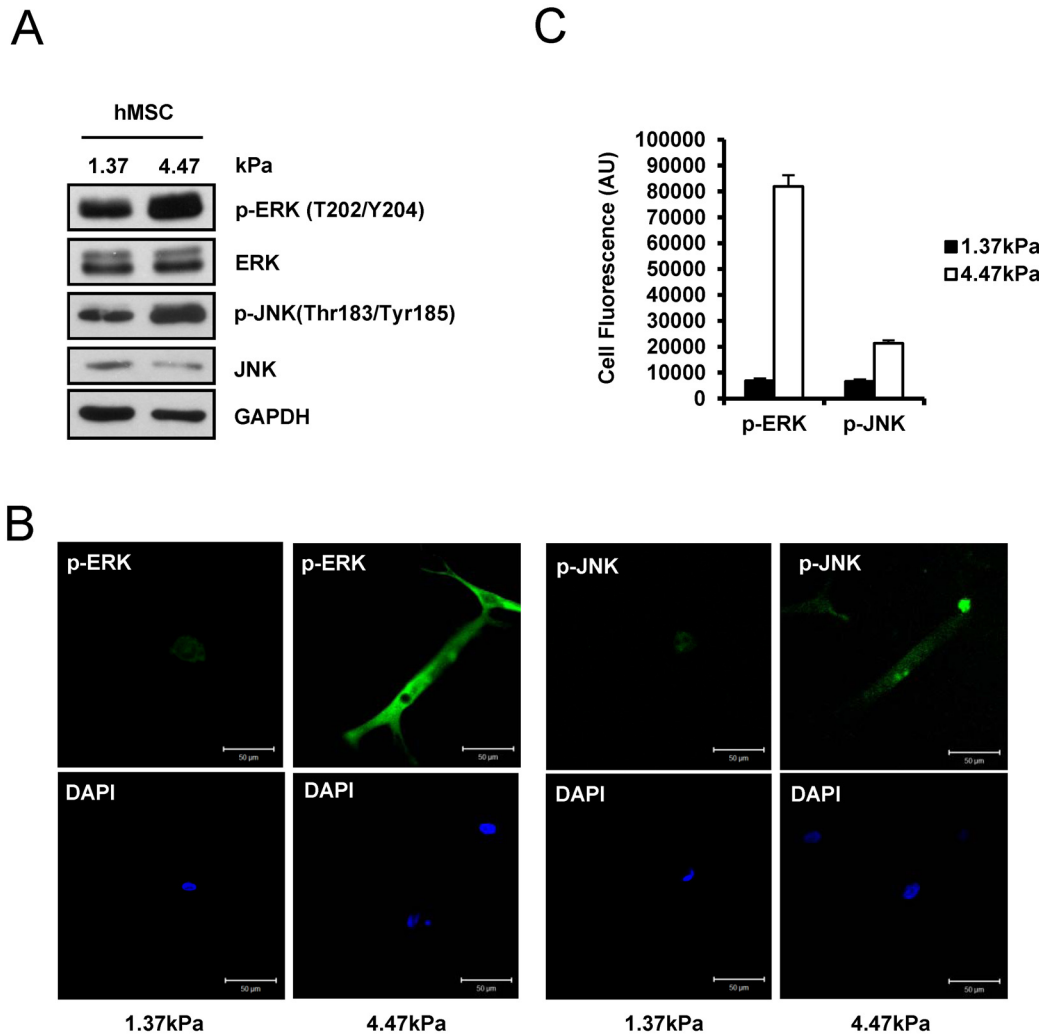 A
hMSC
1.37 4.47 kPa
p-ERK (T202/Y204)
ERK
p-JNK(Thr183/Tyr185)
JNK
GAPDH
C
Cell Fluorescence (AU)
100000
90000
80000
70000
60000
50000
40000
30000
20000
10000
0
p-ERK p-JNK
1.37kPa
4.47kPa
B
p-ERK p-ERK p-JNK p-JNK
50 µm 50 µm 50 µm 50 µm
DAPI DAPI DAPI DAPI
50 µm 50 µm 50 µm 50 µm
1.37kPa 4.47kPa 1.37kPa 4.47kPa